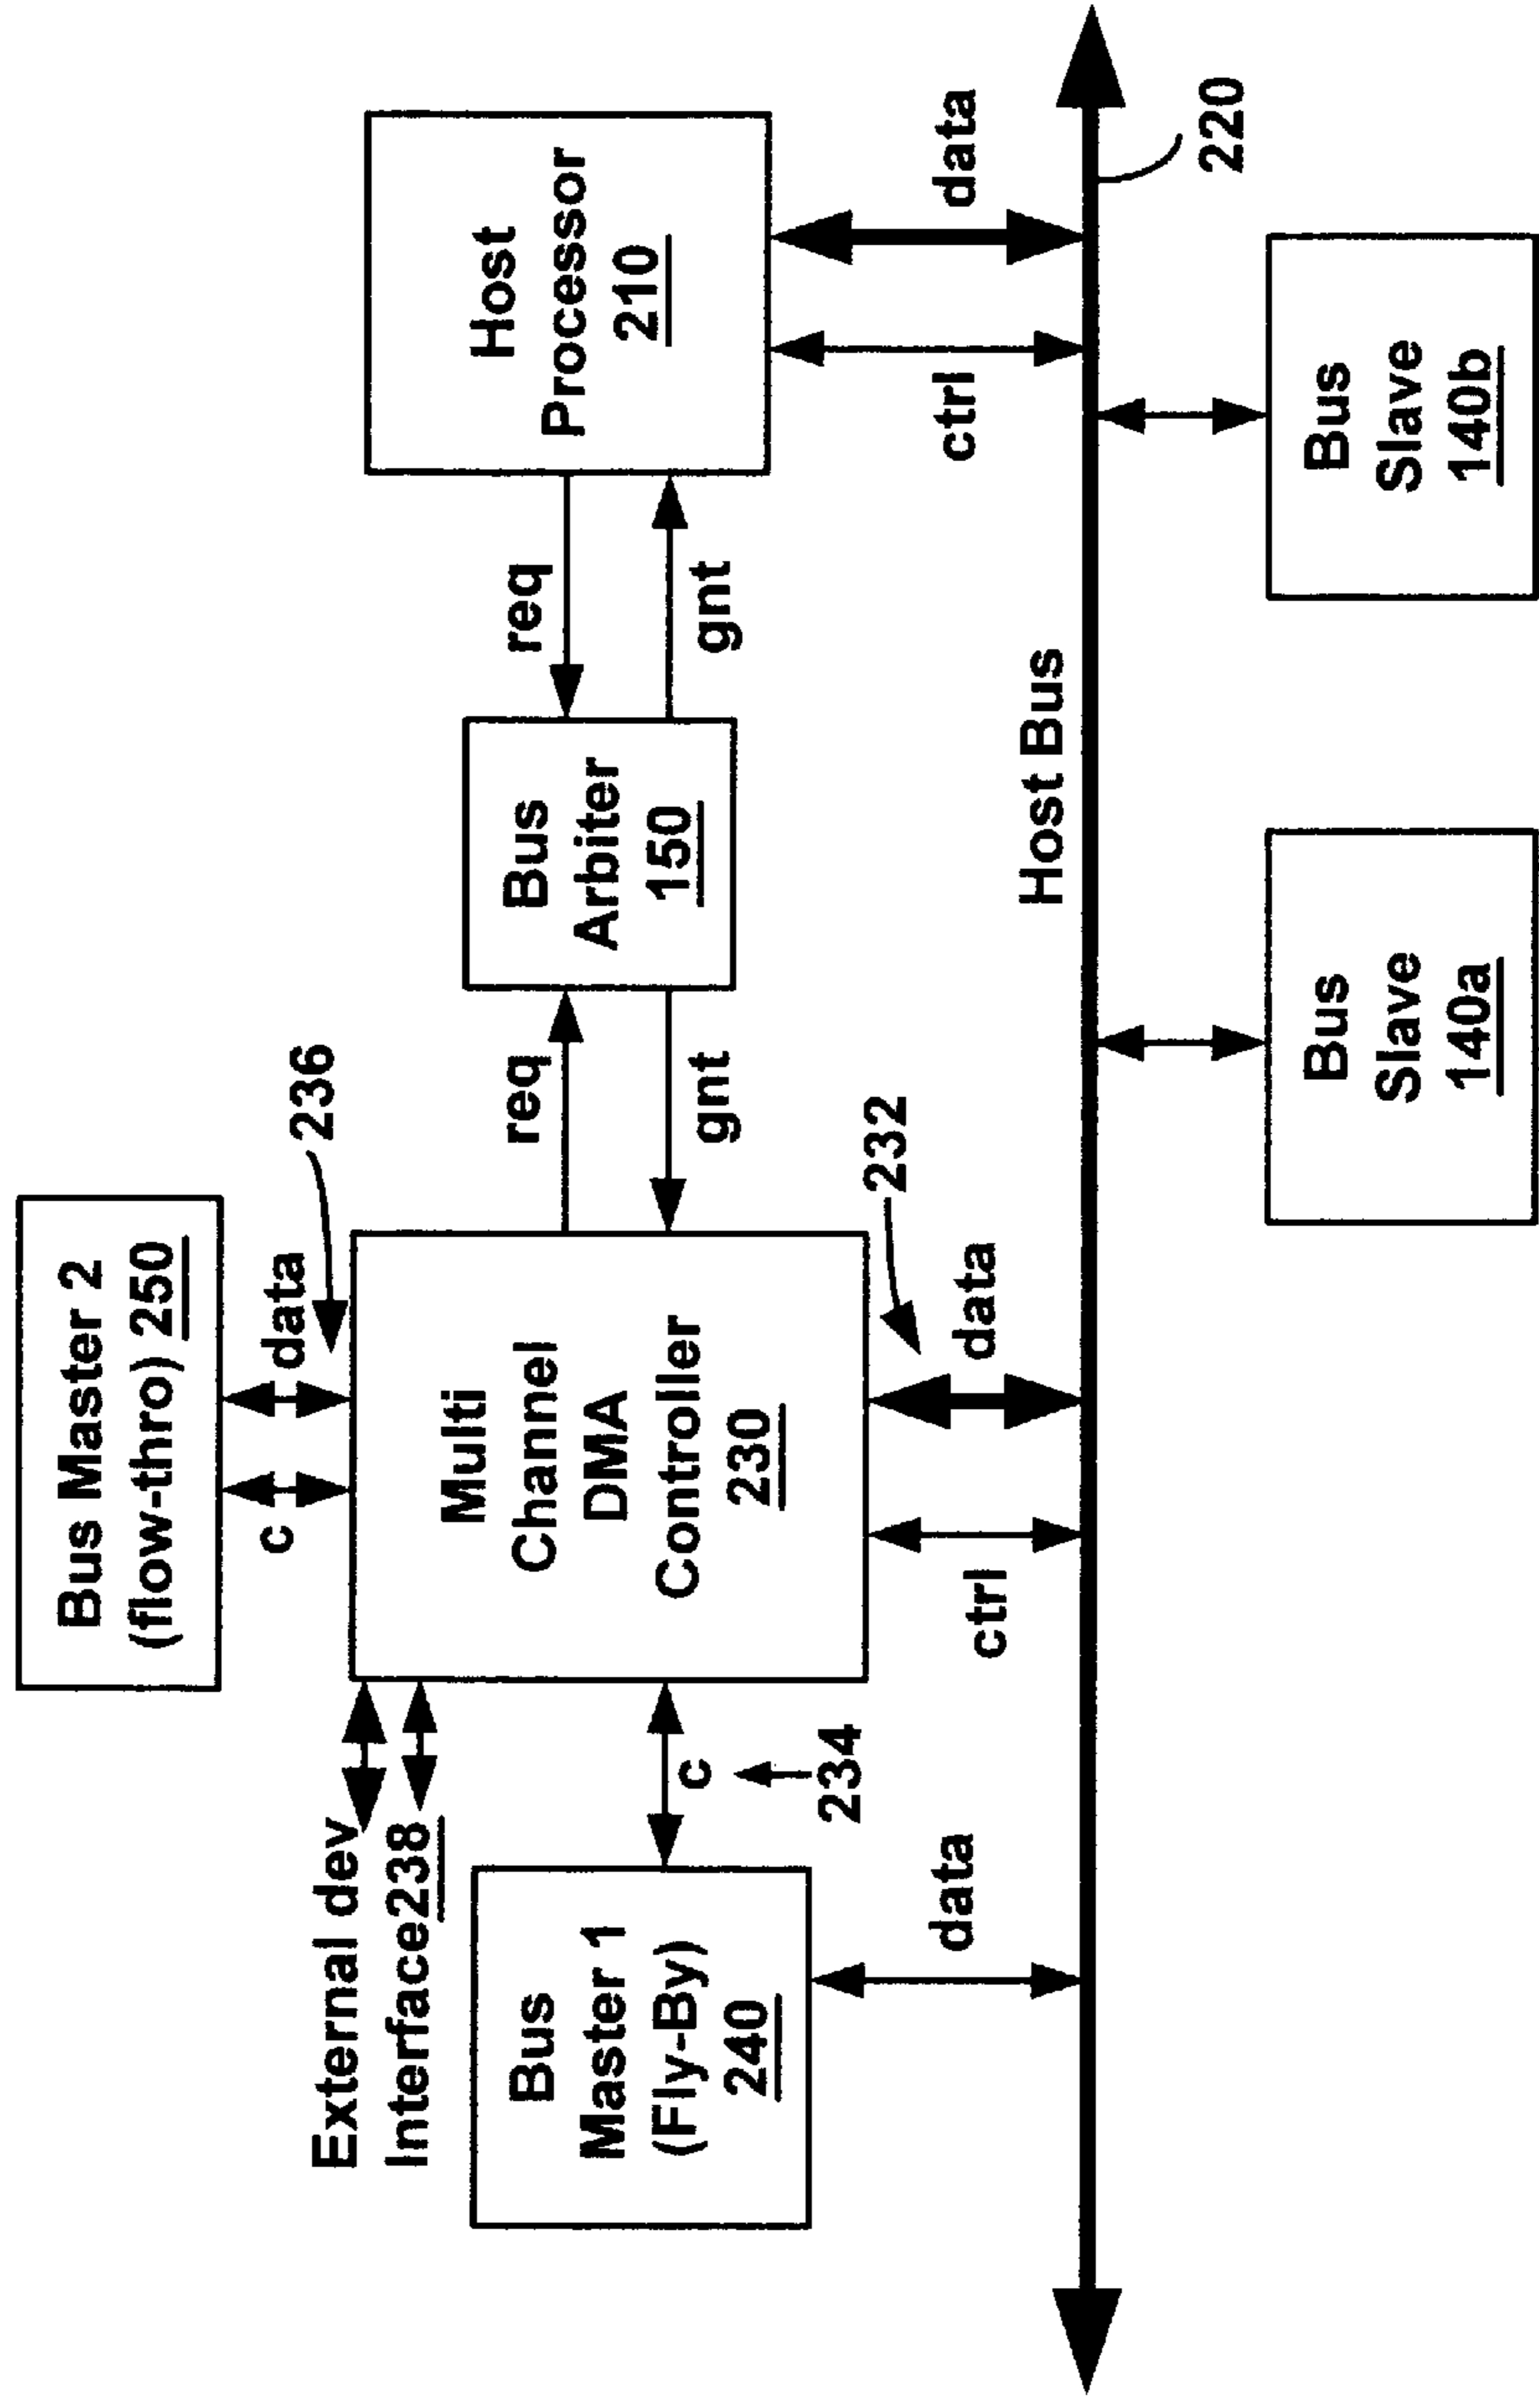 Bus Master 2
(flow-thro) 250
c
data
236
External dev
Interface238
Multi
Channel
DMA
Controller
230
req
gnt
Bus
Arbiter
150
req
gnt
Host
Processor
210
Bus
Master 1
(Fly-By)
240
c
234
data
ctrl
data
232
ctrl
data
Host Bus
220
Bus
Slave
140a
Bus
Slave
140b